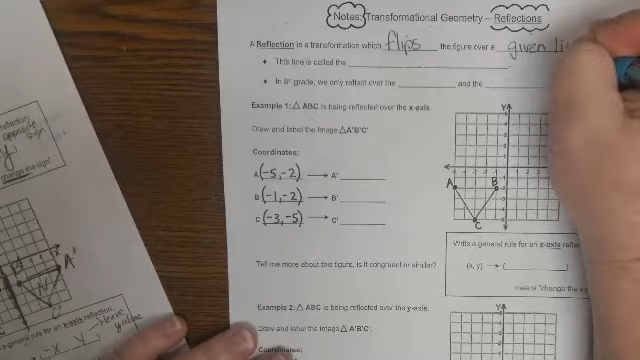 Notes: Transformational Geometry – Reflections
A Reflection is a transformation which flips the figure over a given li
This line is called the
In 8th grade, we only reflect over the and the
Example 1: △ ABC is being reflected over the x-axis.
Draw and label the image △A'B'C'.
Coordinates:
A (-5,-2) → A'
B (-1,-2) → B'
C (-3,-5) → C'
Y
X
A B
C
Write a general rule for an x-axis refle
(x, y) → (
means "change the sig
Tell me more about this figure, is it congruent or similar?
Example 2: △ ABC is being reflected over the y-axis.
Draw and label the image △ A'B'C'.
Coordinates:
Y
Reflection
opposite
sign
y
change the sign"
A'
e a general rule for an x-axis reflection.
leave
y alone